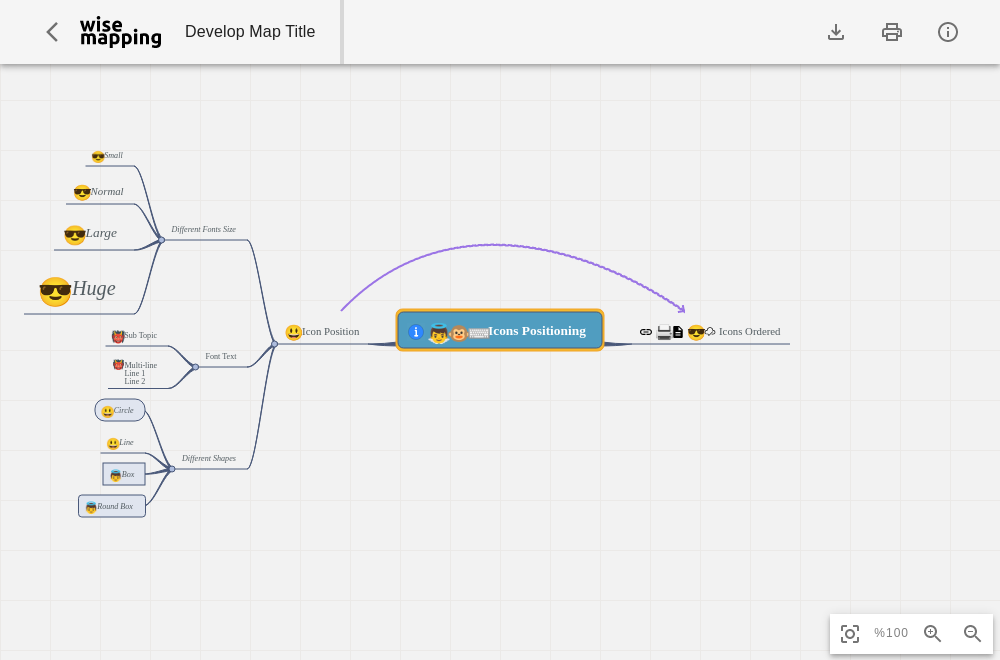 wise
mapping
Develop Map Title
Small
Normal
Large
Huge
Different Fonts Size
Sub Topic
Multi-line
Line 1
Line 2
Font Text
Circle
Line
Box
Round Box
Different Shapes
Icon Position
Icons Positioning
Icons Ordered
%100